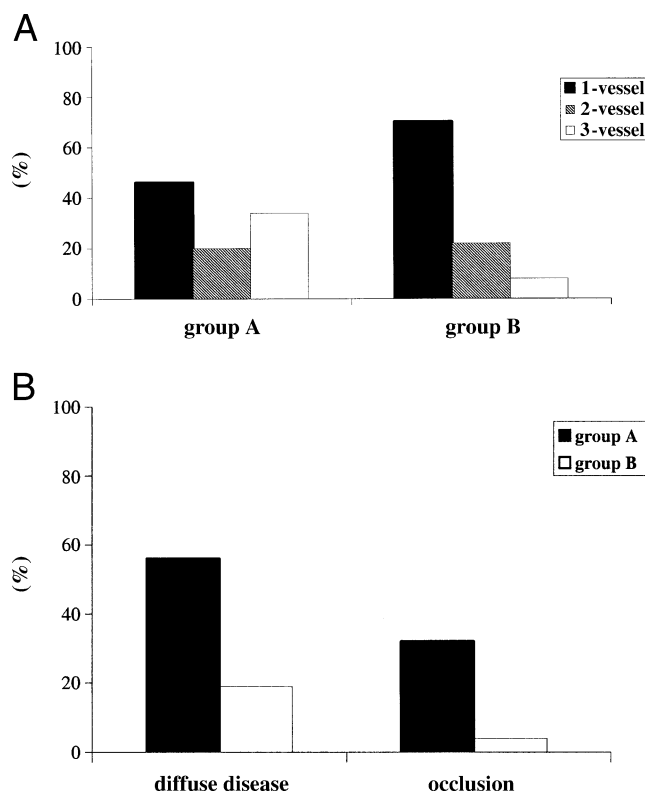 A
100
80
60
40
20
0
(%)
1-vessel
2-vessel
3-vessel
group A
group B
B
100
80
60
40
20
0
(%)
group A
group B
diffuse disease
occlusion